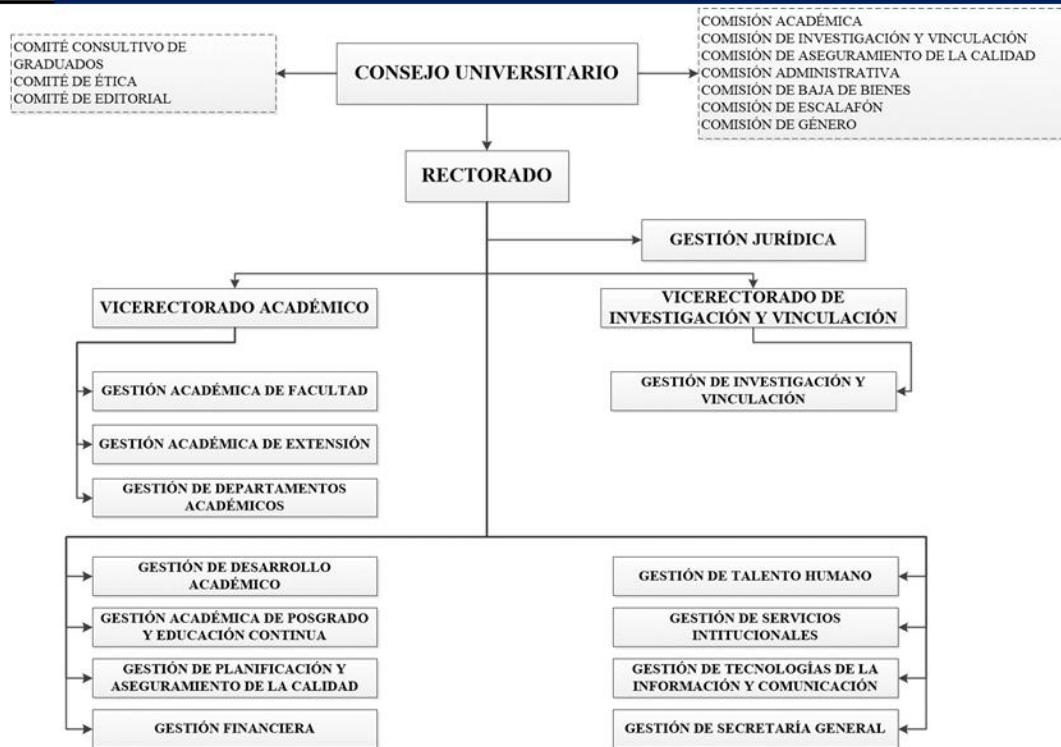 COMITÉ CONSULTIVO DE
GRADUADOS
COMITÉ DE ÉTICA
COMITÉ DE EDITORIAL
CONSEJO UNIVERSITARIO
COMISIÓN ACADÉMICA
COMISIÓN DE INVESTIGACIÓN Y VINCULACIÓN
COMISIÓN DE ASEGURAMIENTO DE LA CALIDAD
COMISIÓN ADMINISTRATIVA
COMISIÓN DE BAJA DE BIENES
COMISIÓN DE ESCALAFÓN
COMISIÓN DE GÉNERO
RECTORADO
GESTIÓN JURÍDICA
VICERECTORADO ACADÉMICO
VICERECTORADO DE
INVESTIGACIÓN Y VINCULACIÓN
GESTIÓN ACADÉMICA DE FACULTAD
GESTIÓN ACADÉMICA DE EXTENSIÓN
GESTIÓN DE DEPARTAMENTOS
ACADÉMICOS
GESTIÓN DE INVESTIGACIÓN Y
VINCULACIÓN
GESTIÓN DE DESARROLLO
ACADÉMICO
GESTIÓN ACADÉMICA DE POSGRADO
Y EDUCACIÓN CONTINUA
GESTIÓN DE PLANIFICACIÓN Y
ASEGURAMIENTO DE LA CALIDAD
GESTIÓN FINANCIERA
GESTIÓN DE TALENTO HUMANO
GESTIÓN DE SERVICIOS
INTITUCIONALES
GESTIÓN DE TECNOLOGÍAS DE LA
INFORMACIÓN Y COMUNICACIÓN
GESTIÓN DE SECRETARÍA GENERAL